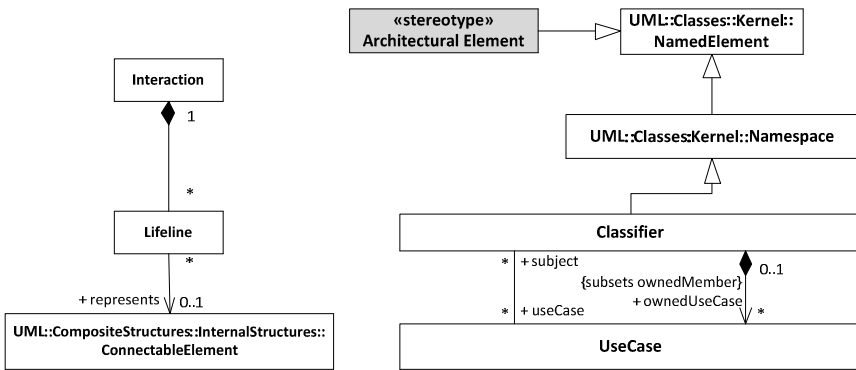 Interaction
1
*
Lifeline
*
+ represents
0..1
UML::CompositeStructures::InternalStructures::
ConnectableElement
«stereotype»
Architectural Element
UML::Classes::Kernel::
NamedElement
UML::Classes::Kernel::Namespace
Classifier
* + subject
0..1
{subsets ownedMember}
+ ownedUseCase
* + useCase
*
UseCase